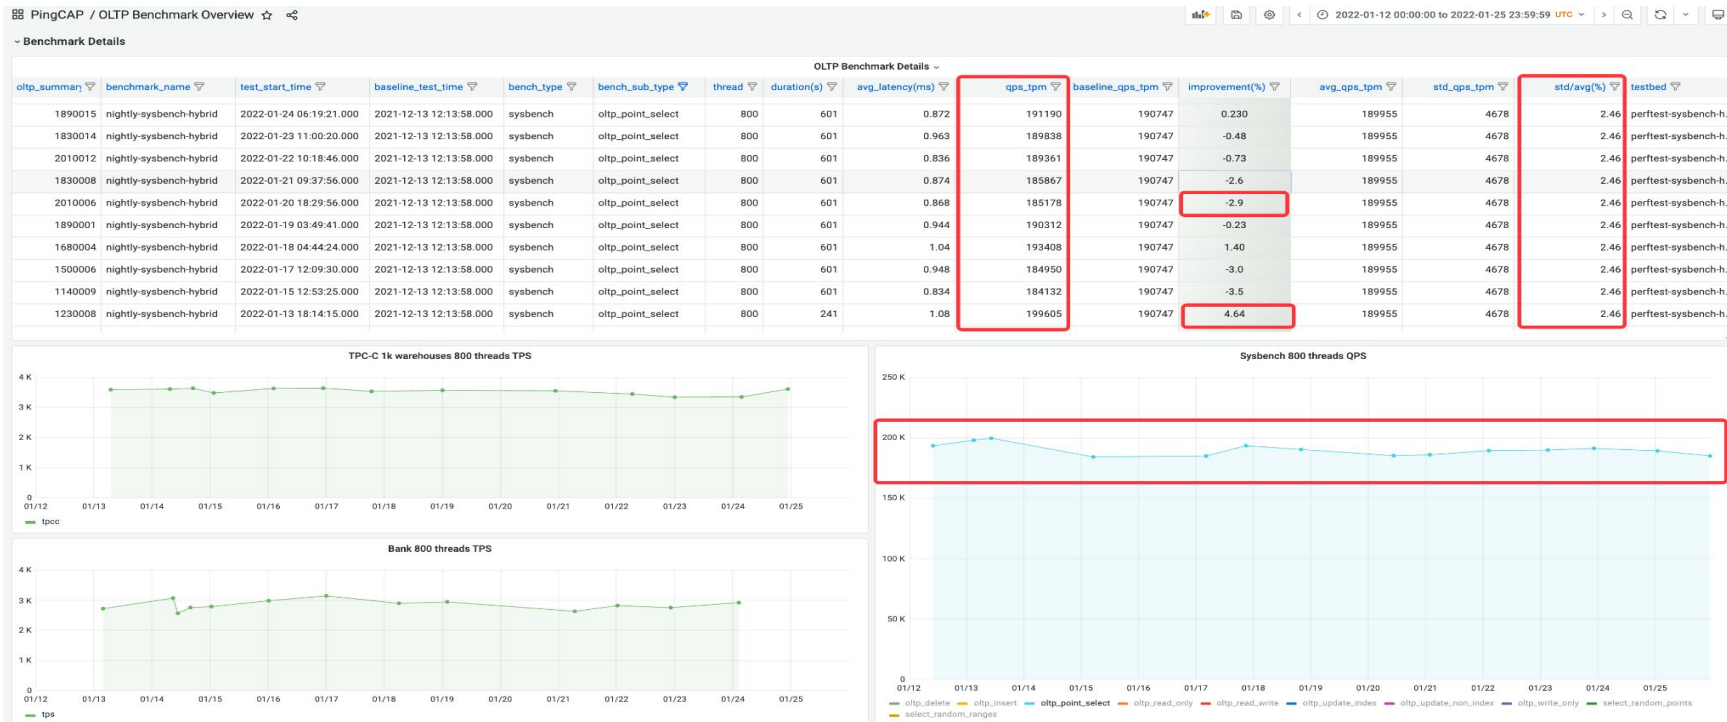 PingCAP / OLTP Benchmark Overview
2022-01-12 00:00:00 to 2022-01-25 23:59:59 UTC
Benchmark Details
OLTP Benchmark Details
oltp_summary benchmark_name test_start_time baseline_test_time bench_type bench_sub_type thread duration(s) avg_latency(ms) qps_tpm baseline_qps_tpm improvement(%) avg_qps_tpm std_qps_tpm std/avg(%) testbed
1890015 nightly-sysbench-hybrid 2022-01-24 06:19:21.000 2021-12-13 12:13:58.000 sysbench oltp_point_select 800 601 0.872 191190 190747 0.230 189955 4678 2.46 perftest-sysbench-h.
1830014 nightly-sysbench-hybrid 2022-01-23 11:00:20.000 2021-12-13 12:13:58.000 sysbench oltp_point_select 800 601 0.963 189838 190747 -0.48 189955 4678 2.46 perftest-sysbench-h.
2010012 nightly-sysbench-hybrid 2022-01-22 10:18:46.000 2021-12-13 12:13:58.000 sysbench oltp_point_select 800 601 0.836 189361 190747 -0.73 189955 4678 2.46 perftest-sysbench-h.
1830008 nightly-sysbench-hybrid 2022-01-21 09:37:56.000 2021-12-13 12:13:58.000 sysbench oltp_point_select 800 601 0.874 185867 190747 -2.6 189955 4678 2.46 perftest-sysbench-h.
2010006 nightly-sysbench-hybrid 2022-01-20 18:29:56.000 2021-12-13 12:13:58.000 sysbench oltp_point_select 800 601 0.868 185178 190747 -2.9 189955 4678 2.46 perftest-sysbench-h.
1890001 nightly-sysbench-hybrid 2022-01-19 03:49:41.000 2021-12-13 12:13:58.000 sysbench oltp_point_select 800 601 0.944 190312 190747 -0.23 189955 4678 2.46 perftest-sysbench-h.
1680004 nightly-sysbench-hybrid 2022-01-18 04:44:24.000 2021-12-13 12:13:58.000 sysbench oltp_point_select 800 601 1.04 193408 190747 1.40 189955 4678 2.46 perftest-sysbench-h.
1500006 nightly-sysbench-hybrid 2022-01-17 12:09:30.000 2021-12-13 12:13:58.000 sysbench oltp_point_select 800 601 0.948 184950 190747 -3.0 189955 4678 2.46 perftest-sysbench-h.
1140009 nightly-sysbench-hybrid 2022-01-15 12:53:25.000 2021-12-13 12:13:58.000 sysbench oltp_point_select 800 601 0.834 184132 190747 -3.5 189955 4678 2.46 perftest-sysbench-h.
1230008 nightly-sysbench-hybrid 2022-01-13 18:14:15.000 2021-12-13 12:13:58.000 sysbench oltp_point_select 800 241 1.08 199605 190747 4.64 189955 4678 2.46 perftest-sysbench-h.
TPC-C 1k warehouses 800 threads TPS
4 K
3 K
2 K
1 K
0
01/12 01/13 01/14 01/15 01/16 01/17 01/18 01/19 01/20 01/21 01/22 01/23 01/24 01/25
tpcc
Bank 800 threads TPS
4 K
3 K
2 K
1 K
0
01/12 01/13 01/14 01/15 01/16 01/17 01/18 01/19 01/20 01/21 01/22 01/23 01/24 01/25
tps
Sysbench 800 threads QPS
250 K
200 K
150 K
100 K
50 K
0
01/12 01/13 01/14 01/15 01/16 01/17 01/18 01/19 01/20 01/21 01/22 01/23 01/24 01/25
oltp_delete oltp_insert oltp_point_select oltp_read_only oltp_read_write oltp_update_index oltp_update_non_index oltp_write_only select_random_points
select_random_ranges